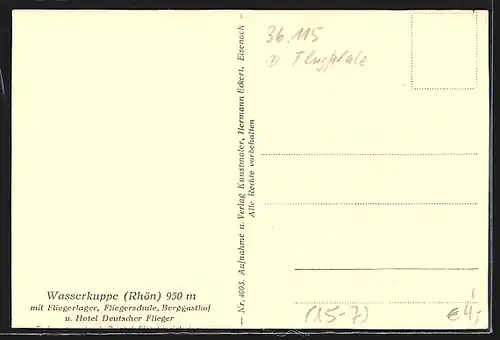 36.115
Flugplatz
— Nr. 4003. Aufnahme u. Verlag Kunstmaler, Hermann Eckert, Eisenach —
Alle Rechte vorbehalten
Wasserkuppe (Rhön) 950 m
mit Fliegerlager, Fliegerschule, Berggasthof
u. Hotel Deutscher Flieger
(15-7)
€4,-